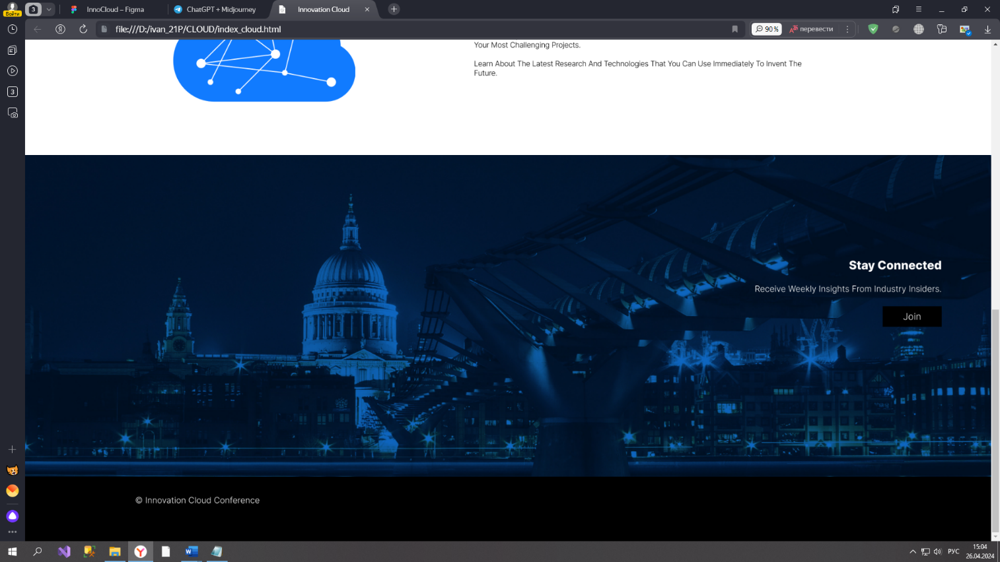 Войти
3
InnoCloud – Figma
ChatGPT + Midjourney
Innovation Cloud
file:///D:/ivan_21P/CLOUD/index_cloud.html
90 %
перевести
3
Your Most Challenging Projects.
Learn About The Latest Research And Technologies That You Can Use Immediately To Invent The
Future.
Stay Connected
Receive Weekly Insights From Industry Insiders.
Join
© Innovation Cloud Conference
РУС
15:04
26.04.2024